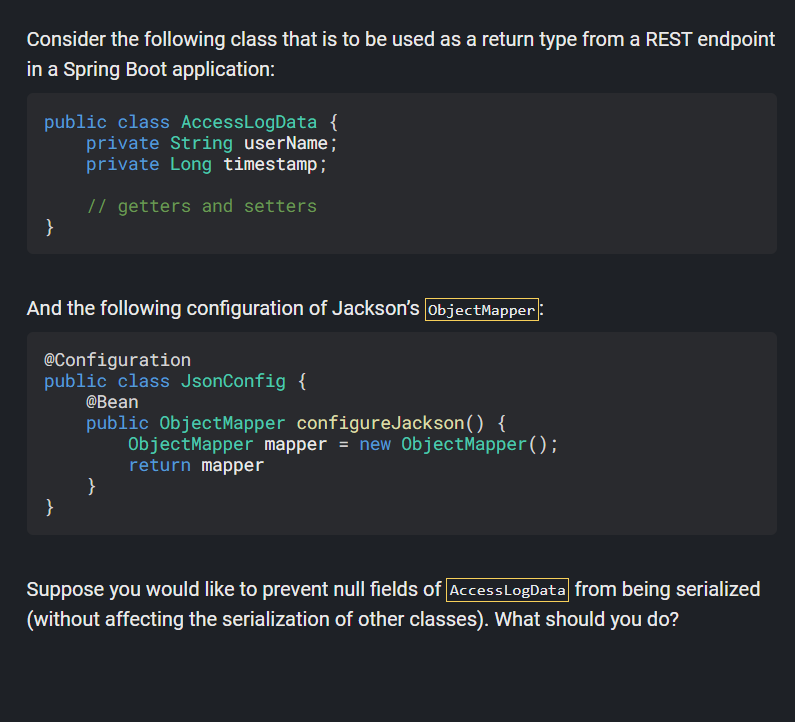 Consider the following class that is to be used as a return type from a REST endpoint
in a Spring Boot application:
public class AccessLogData {
    private String userName;
    private Long timestamp;

    // getters and setters
}
And the following configuration of Jackson’s ObjectMapper:
@Configuration
public class JsonConfig {
    @Bean
    public ObjectMapper configureJackson() {
        ObjectMapper mapper = new ObjectMapper();
        return mapper
    }
}
Suppose you would like to prevent null fields of AccessLogData from being serialized
(without affecting the serialization of other classes). What should you do?